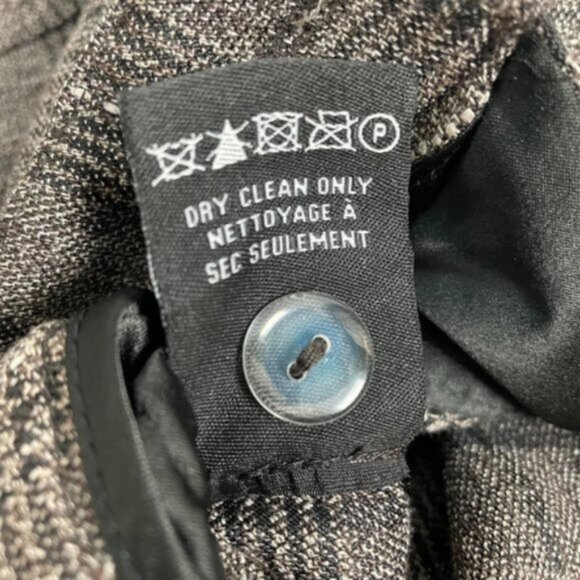 P
DRY CLEAN ONLY
NETTOYAGE À
SEC SEULEMENT